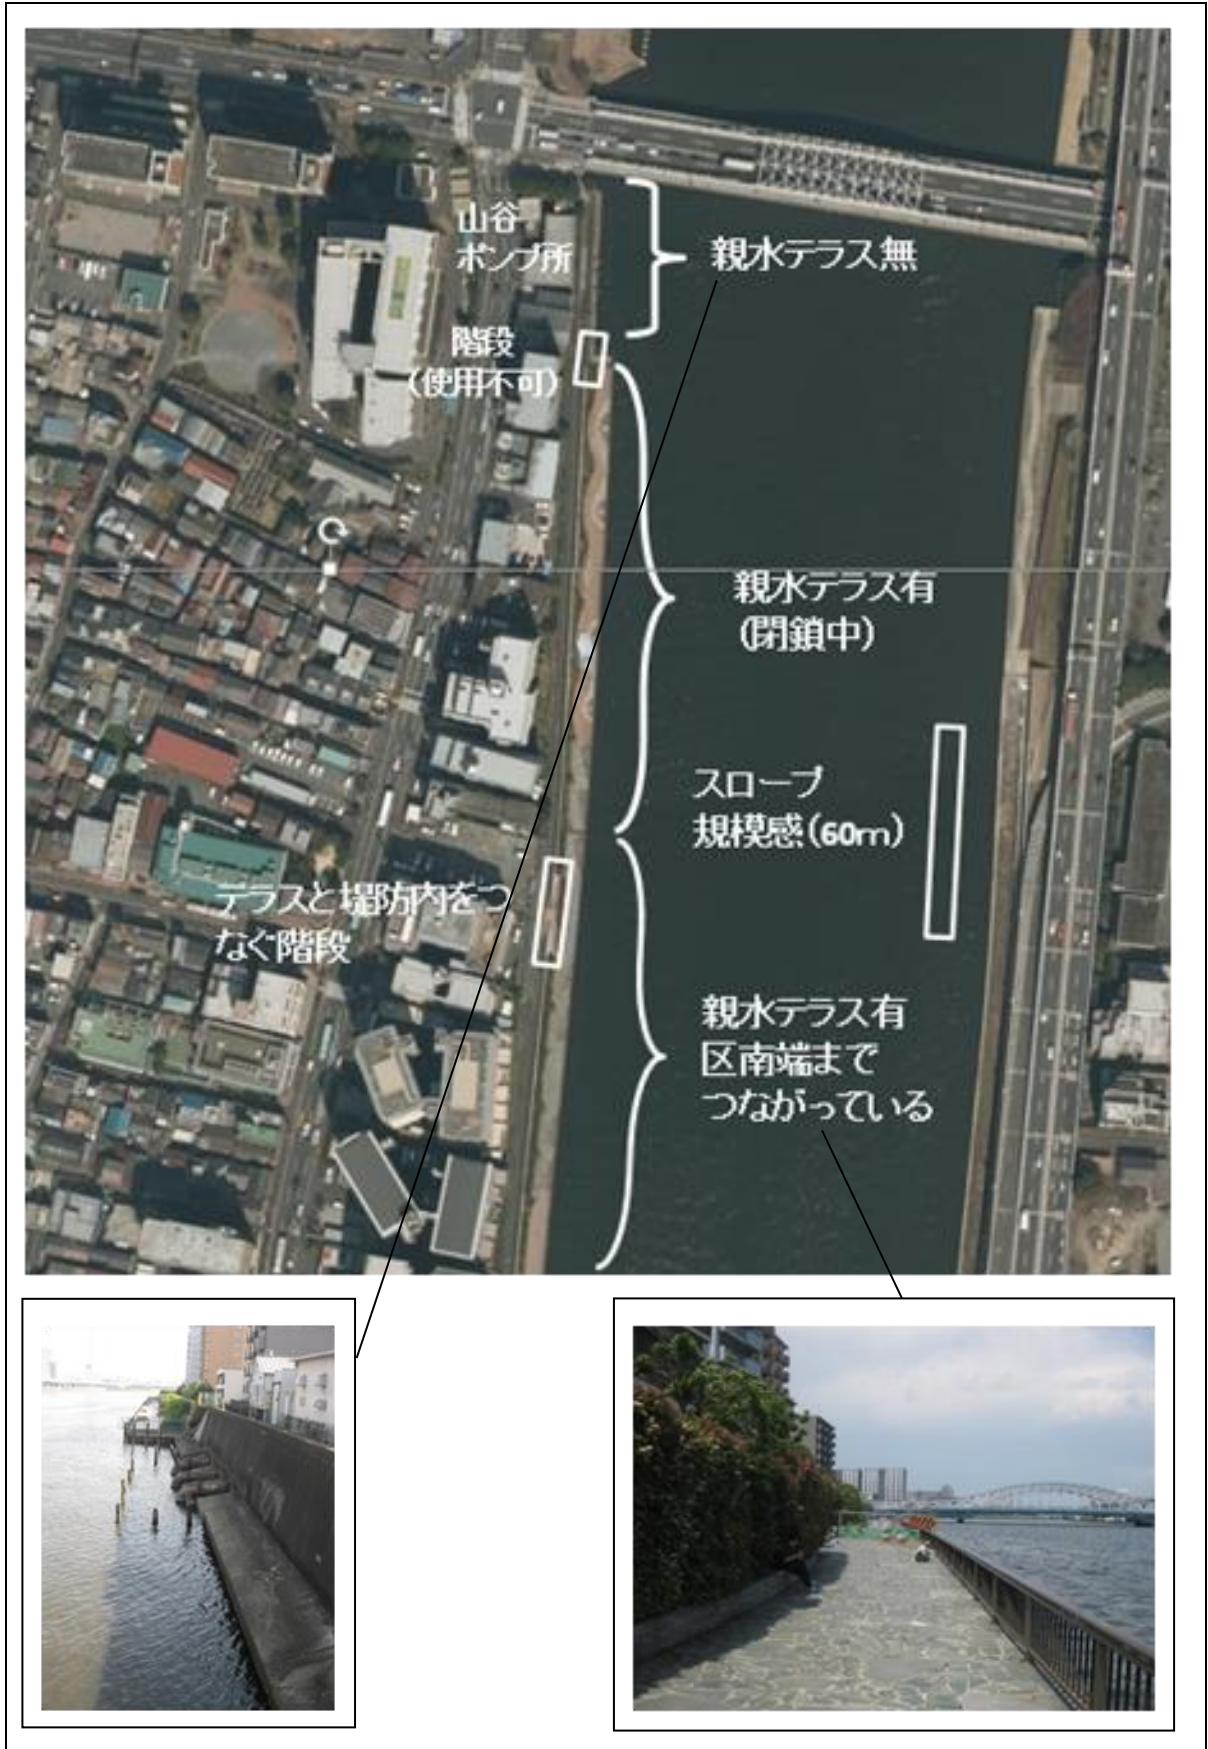 山谷
ポンプ所
親水テラス無
階段
(使用不可)
親水テラス有
(閉鎖中)
スロープ
規模感(60m)
テラスと堤防内をつ
なぐ階段
親水テラス有
区南端まで
つながっている